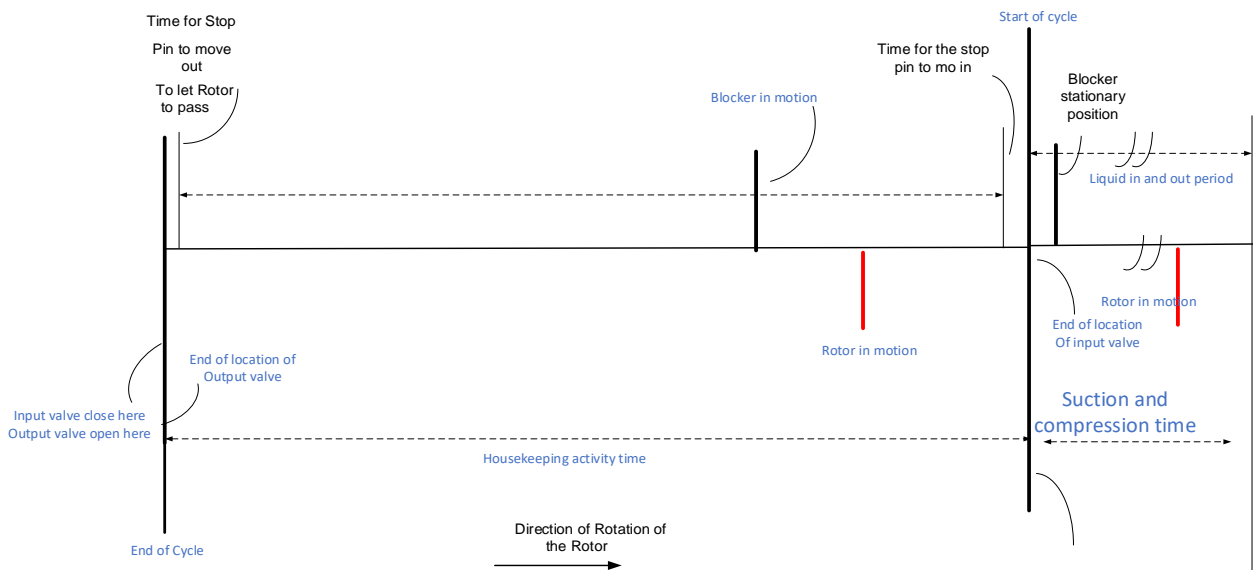 Time for Stop
Pin to move
out
To let Rotor
to pass
Start of cycle
Time for the stop
pin to mo in
Blocker
stationary
position
Blocker in motion
Liquid in and out period
Rotor in motion
Rotor in motion
End of location
Of input valve
End of location of
Output valve
Input valve close here
Output valve open here
Suction and
compression time
Housekeeping activity time
Direction of Rotation of
the Rotor
End of Cycle